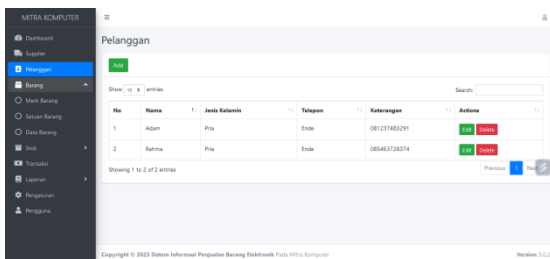 MITRA KOMPUTER
Dashboard
Supplier
Pelanggan
Barang
Merk Barang
Satuan Barang
Data Barang
Stok
Transaksi
Laporan
Pengaturan
Pengguna
Pelanggan
Add
Show 10 entries Search:
No Nama Jenis Kelamin Telepon Keterangan Actions
1 Adam Pria Ende 081237483291 Edit Delete
2 Rahma Pria Ende 085463728374 Edit Delete
Showing 1 to 2 of 2 entries Previous 1 Next
Copyright © 2023 Sistem Informasi Penjualan Barang Elektronik Pada Mitra Komputer Version 3.0.2